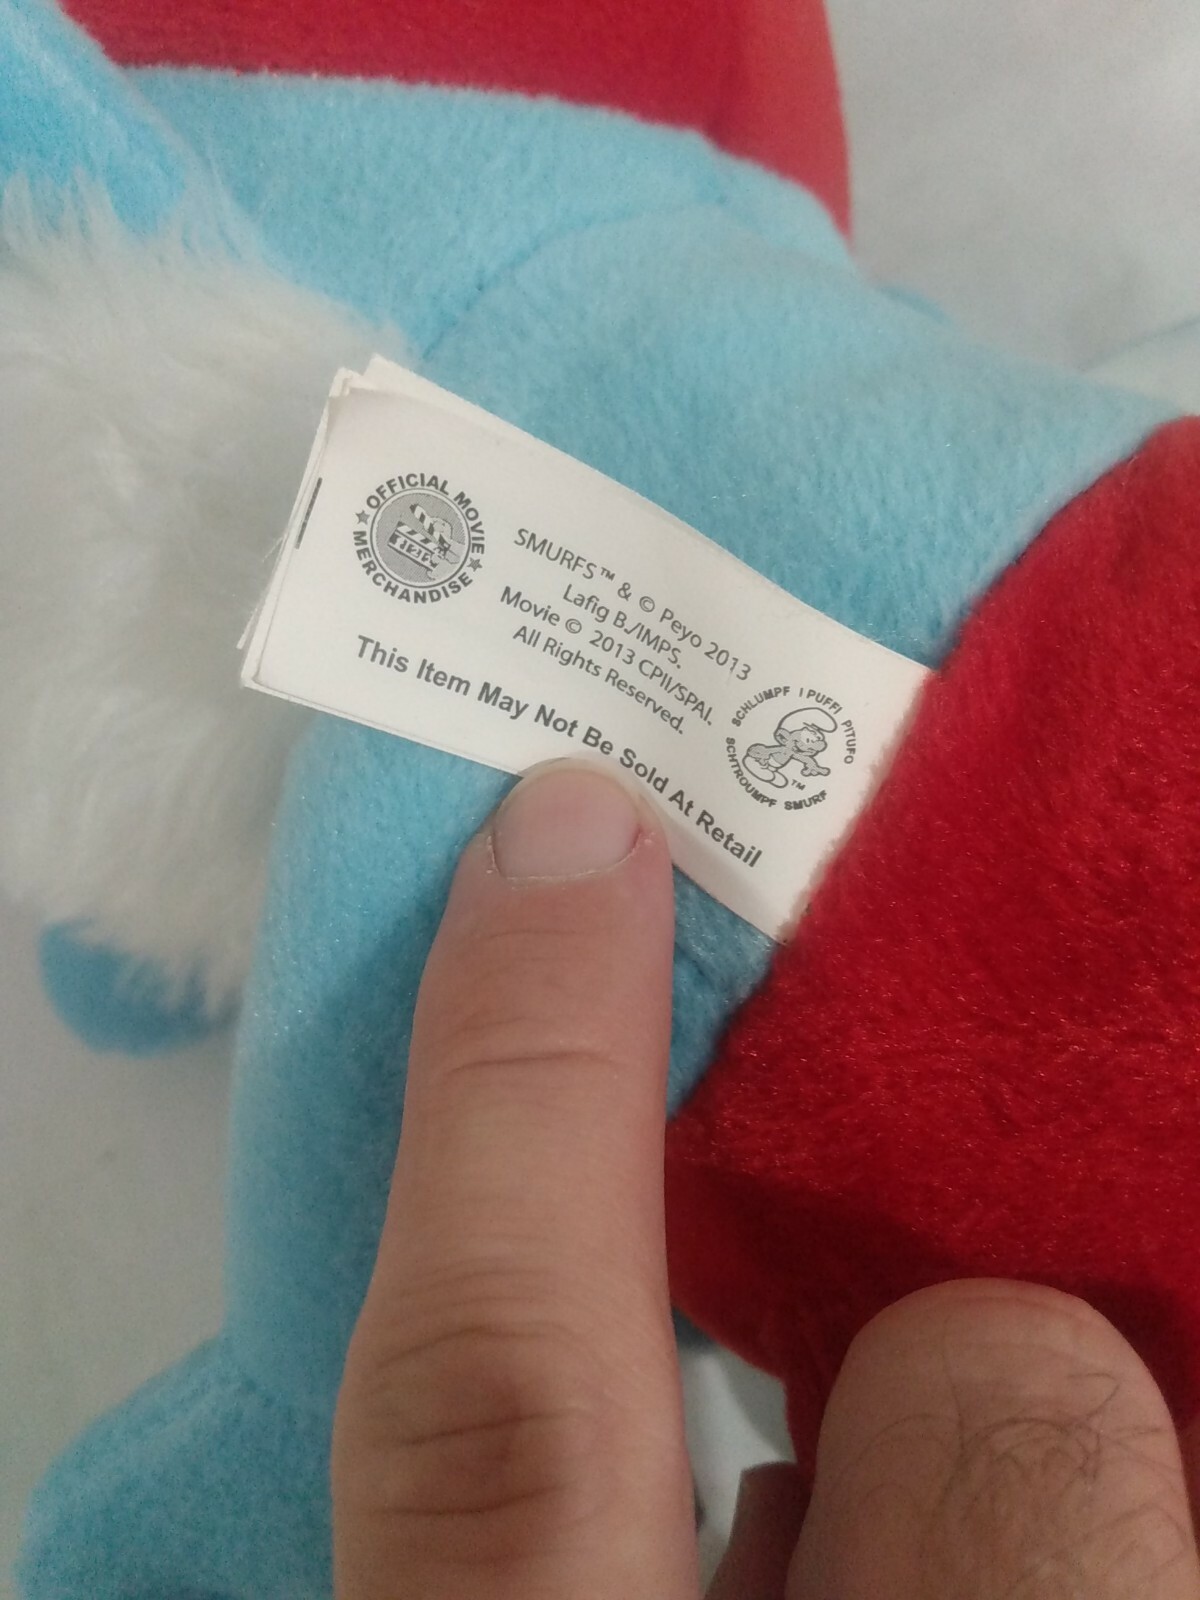 OFFICIAL MOVIE
MERCHANDISE
SMURFS™ & © Peyo 2013
Lafig B./IMPS.
Movie © 2013 CPII/SPAI.
All Rights Reserved.
This Item May Not Be Sold At Retail
SCHLUMPF I PUFFI PITUFO
SCHTROUMPF SMURF
™